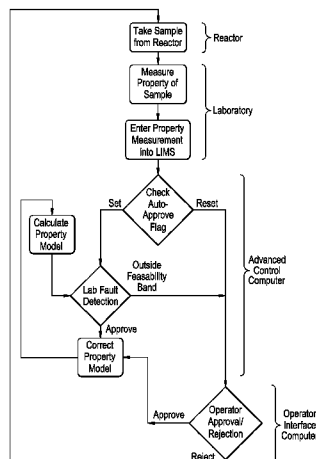 Take Sample
from Reactor
Reactor
Measure
Property of
Sample
Laboratory
Enter Property
Measurement
into LIMS
Check
Auto-
Approve
Flag
Set
Reset
Calculate
Property
Model
Advanced
Control
Computer
Lab Fault
Detection
Outside
Feasability
Band
Approve
Correct
Property
Model
Operator
Approval/
Rejection
Approve
Operator
Interface
Computer
Reject